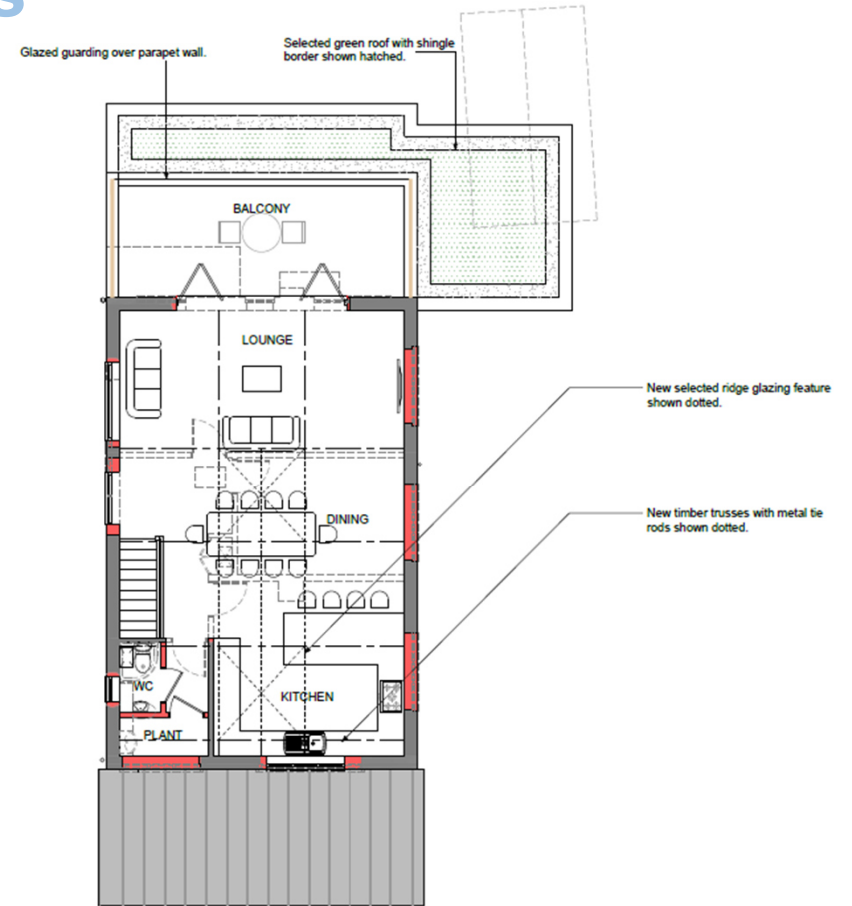 s
Glazed guarding over parapet wall.
Selected green roof with shingle
border shown hatched.
BALCONY
LOUNGE
New selected ridge glazing feature
shown dotted.
New timber trusses with metal tie
rods shown dotted.
DINING
WC
KITCHEN
PLANT